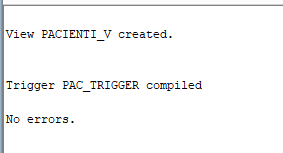 View PACIENTI_V created.
Trigger PAC_TRIGGER compiled
No errors.